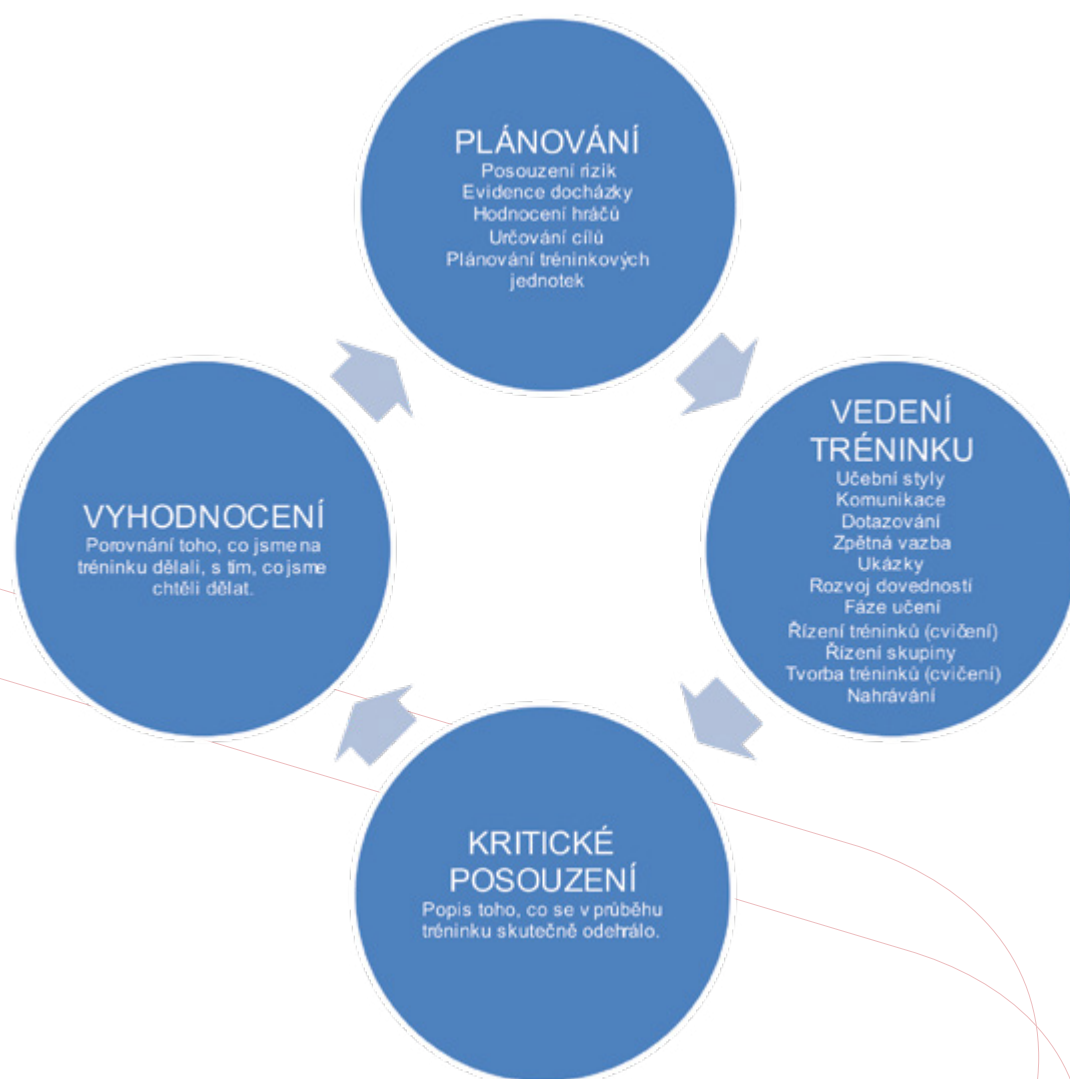 PLÁNOVÁNÍ
Posouzení rizik
Evidence docházky
Hodnocení hráčů
Určování cílů
Plánování tréninkových
jednotek
VEDENÍ
TRÉNINKU
Učební styly
Komunikace
Dotazování
Zpětná vazba
Ukázky
Rozvoj dovedností
Fáze učení
Řízení tréninků (cvičení)
Řízení skupiny
Tvorba tréninků (cvičení)
Nahrávání
KRITICKÉ
POSOUZENÍ
Popis toho, co se v průběhu
tréninku skutečně odehrálo.
VYHODNOCENÍ
Porovnání toho, co jsme na
tréninku dělali, s tím, co jsme
chtěli dělat.